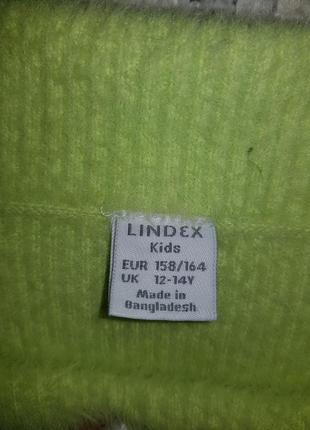 LINDEX
Kids
EUR 158/164
UK 12-14Y
Made in
Bangladesh